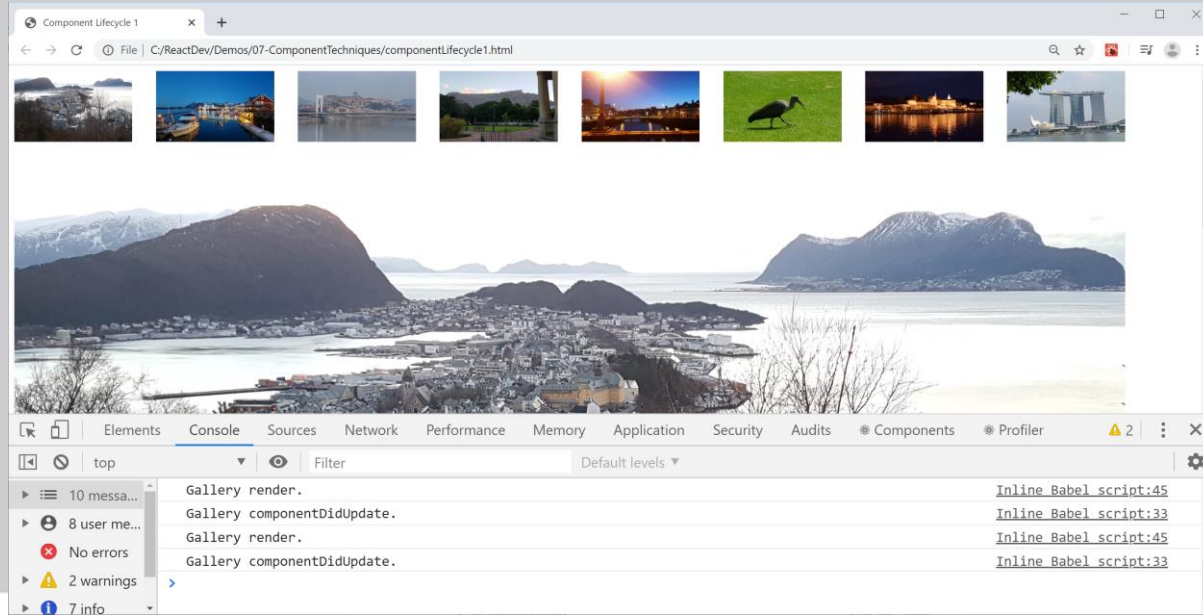 Component Lifecycle 1
File | C:/ReactDev/Demos/07-ComponentTechniques/componentLifecycle1.html
Elements Console Sources Network Performance Memory Application Security Audits Components Profiler 2
top Filter Default levels
10 messa...
8 user me...
No errors
2 warnings
7 info
Gallery render. Inline Babel script:45
Gallery componentDidUpdate. Inline Babel script:33
Gallery render. Inline Babel script:45
Gallery componentDidUpdate. Inline Babel script:33